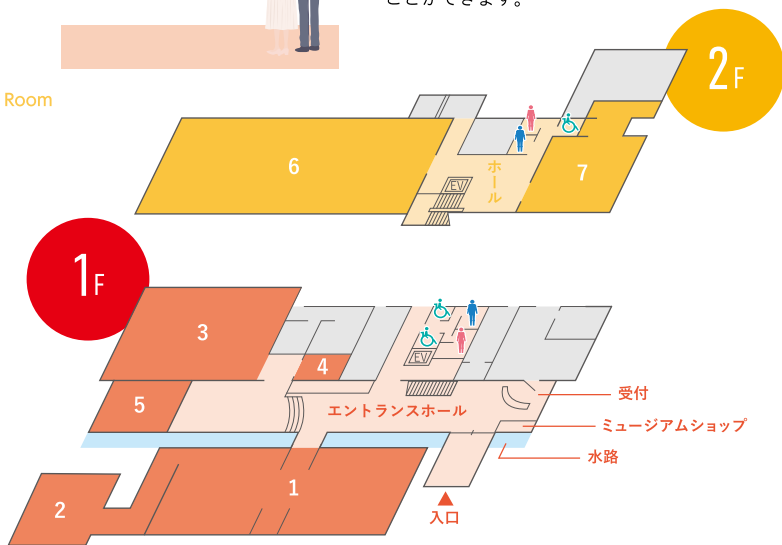 ことができます。
2F
Room
6
ホール
7
EV
1F
3
4
5
EV
エントランスホール
受付
ミュージアムショップ
水路
1
2
入口